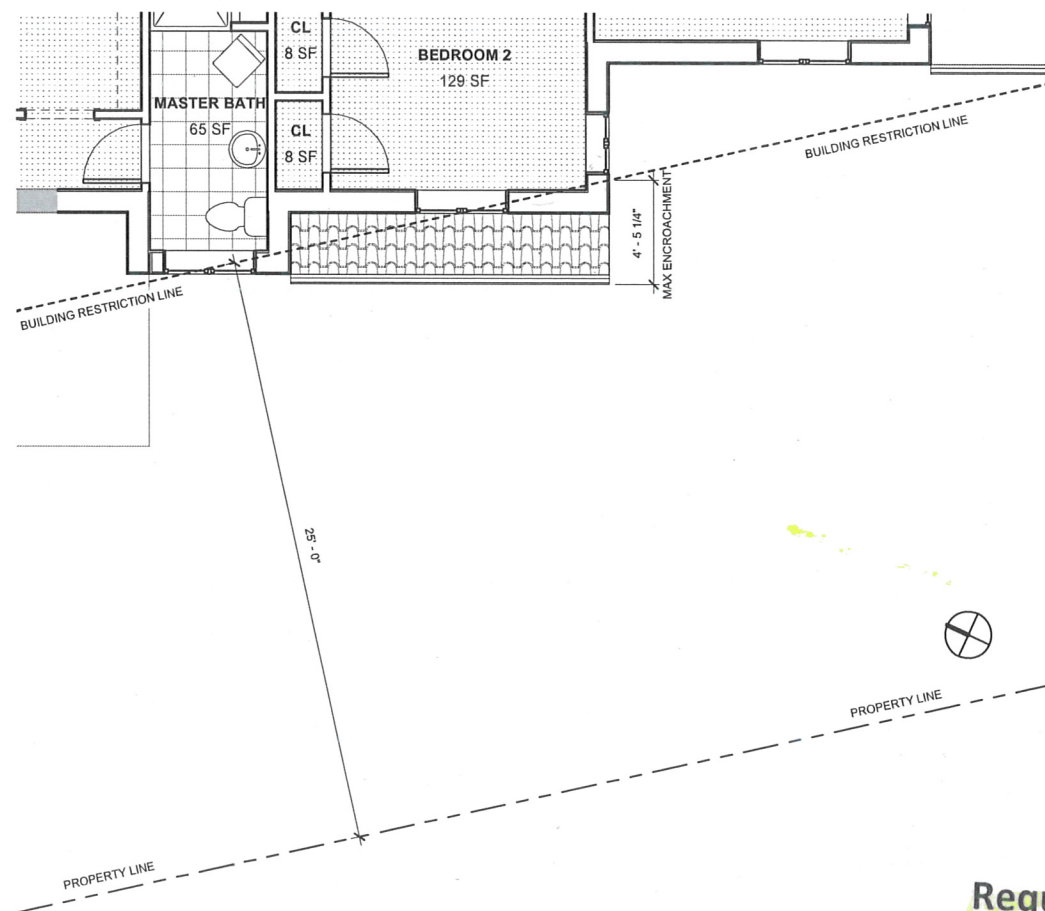 CL
8 SF
BEDROOM 2
129 SF
MASTER BATH
65 SF
CL
8 SF
BUILDING RESTRICTION LINE
4' - 5 1/4"
MAX ENCROACHMENT
BUILDING RESTRICTION LINE
25' - 0"
PROPERTY LINE
PROPERTY LINE